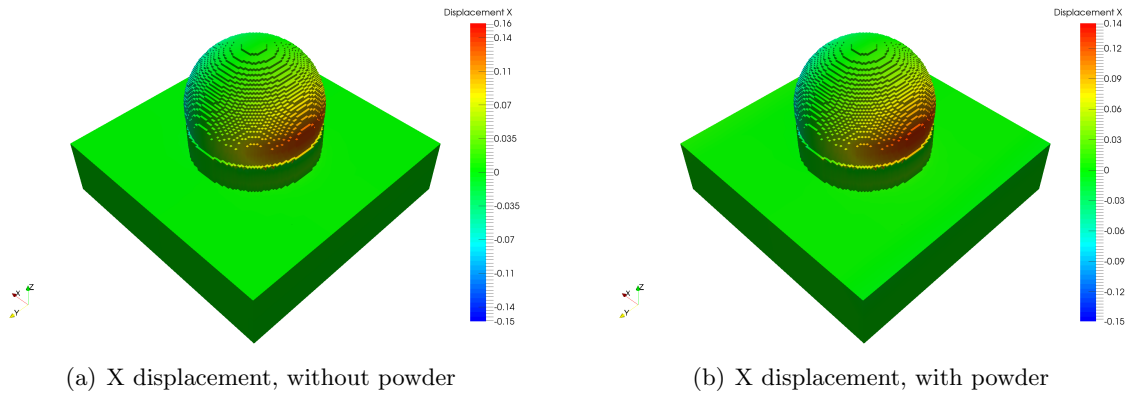 Displacement X
0.16
0.14
0.11
0.07
0.035
0
-0.035
-0.07
-0.11
-0.14
-0.15
X
Z
Y
(a) X displacement, without powder
Displacement X
0.14
0.12
0.09
0.06
0.03
0
-0.03
-0.06
-0.09
-0.12
-0.15
X
Z
Y
(b) X displacement, with powder